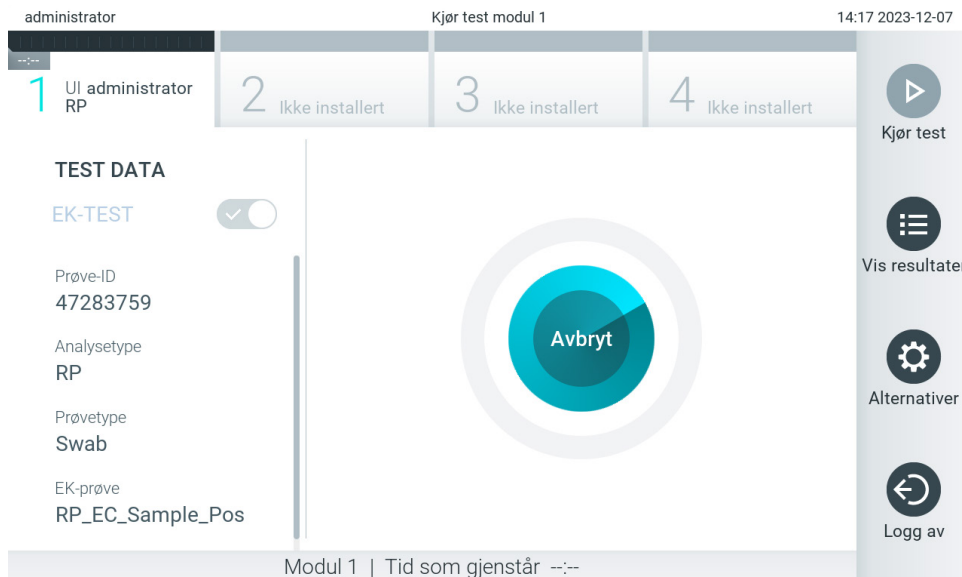 administrator
Kjør test modul 1
14:17 2023-12-07
--:--
1 UI administrator
RP
2 Ikke installert
3 Ikke installert
4 Ikke installert
Kjør test
TEST DATA
EK-TEST
Prøve-ID
47283759
Analysetype
RP
Prøvetype
Swab
EK-prøve
RP_EC_Sample_Pos
Avbryt
Vis resultater
Alternativer
Logg av
Modul 1 | Tid som gjenstår --:--